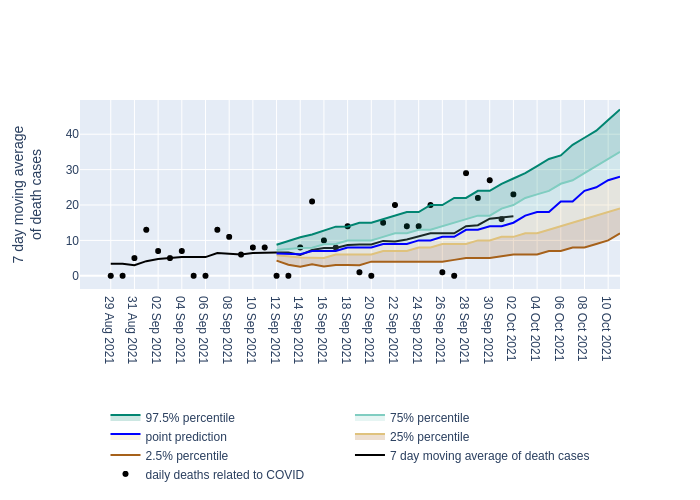 7 day moving average
of death cases
40
30
20
10
0
29 Aug 2021
31 Aug 2021
02 Sep 2021
04 Sep 2021
06 Sep 2021
08 Sep 2021
10 Sep 2021
12 Sep 2021
14 Sep 2021
16 Sep 2021
18 Sep 2021
20 Sep 2021
22 Sep 2021
24 Sep 2021
26 Sep 2021
28 Sep 2021
30 Sep 2021
02 Oct 2021
04 Oct 2021
06 Oct 2021
08 Oct 2021
10 Oct 2021
97.5% percentile
75% percentile
point prediction
25% percentile
2.5% percentile
7 day moving average of death cases
daily deaths related to COVID